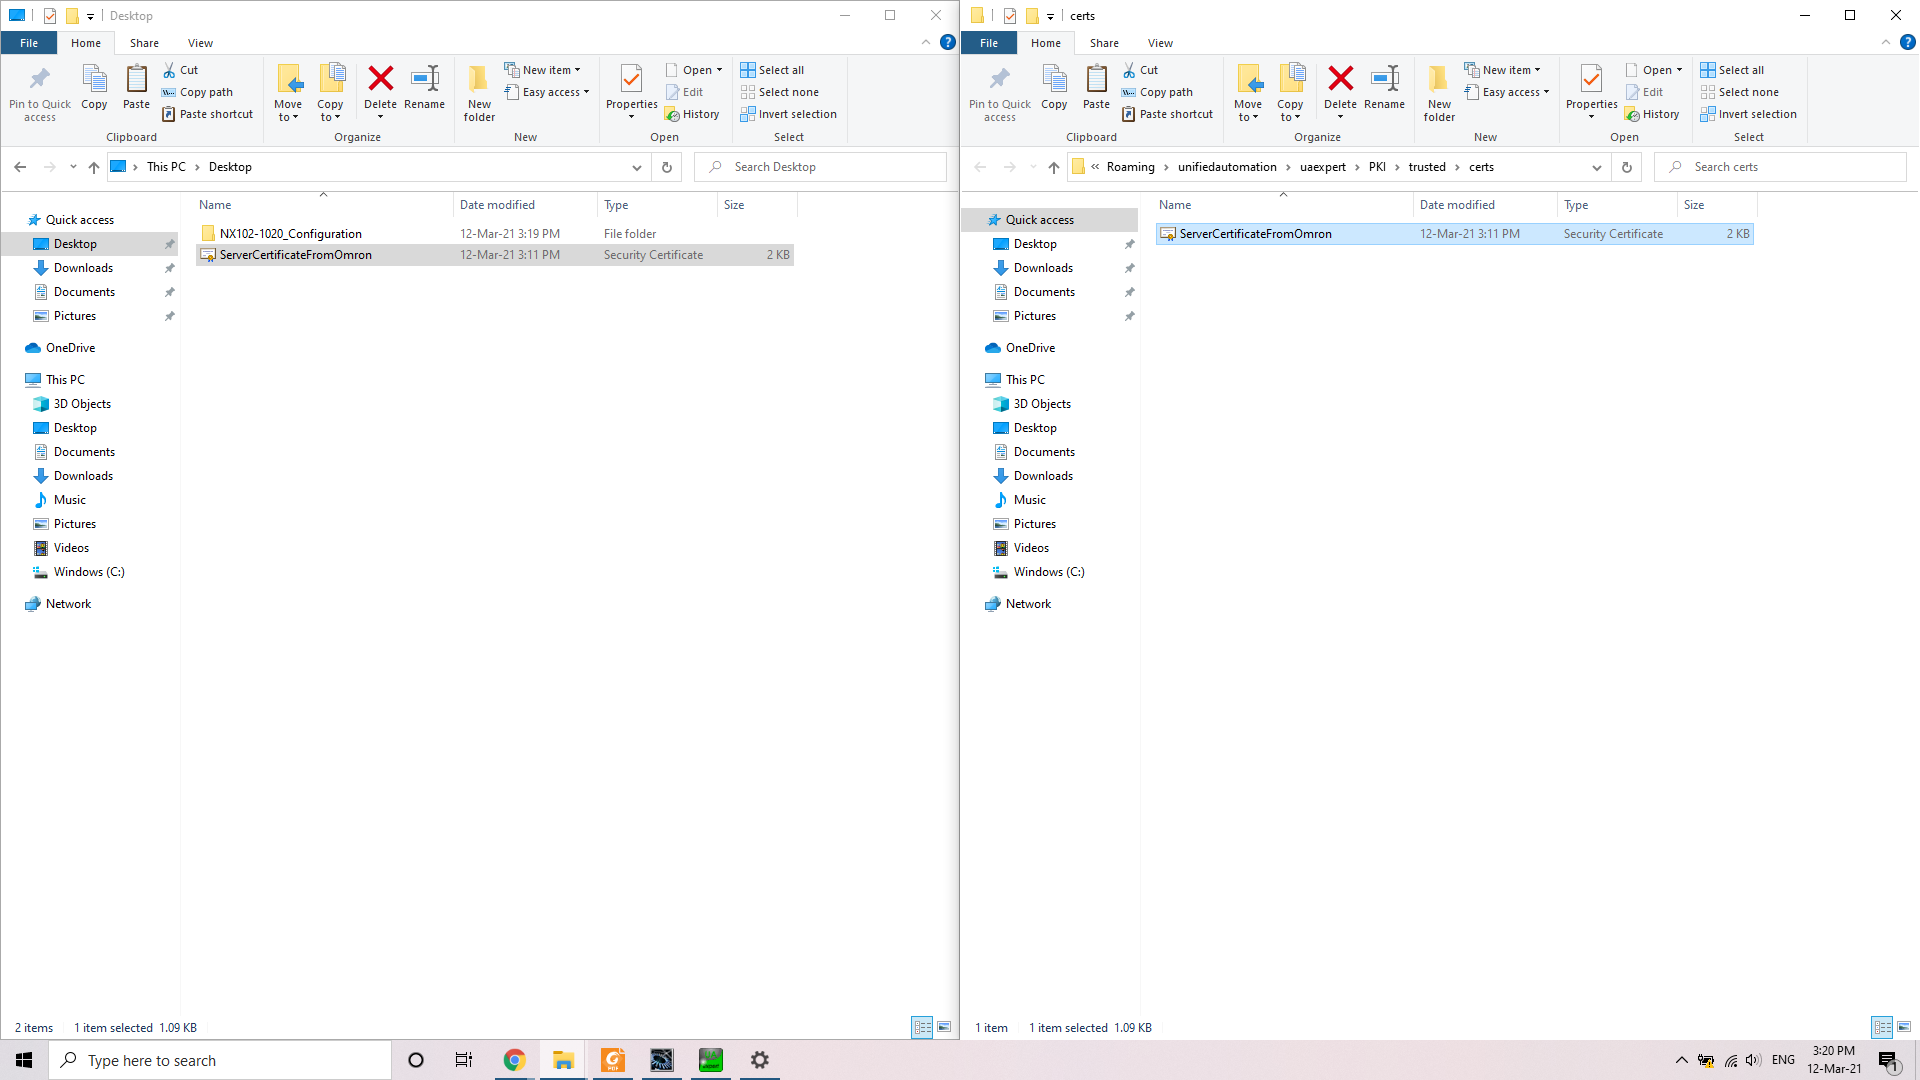 Desktop
File
Home
Share
View
Pin to Quick access
Copy
Paste
Cut
Copy path
Paste shortcut
Clipboard
Move to
Copy to
Delete
Rename
Organize
New folder
New item
Easy access
New
Properties
Open
Edit
History
Open
Select all
Select none
Invert selection
Select
This PC
Desktop
Search Desktop
Quick access
Desktop
Downloads
Documents
Pictures
OneDrive
This PC
3D Objects
Desktop
Documents
Downloads
Music
Pictures
Videos
Windows (C:)
Network
Name Date modified Type Size
NX102-1020_Configuration 12-Mar-21 3:19 PM File folder
ServerCertificateFromOmron 12-Mar-21 3:11 PM Security Certificate 2 KB
2 items 1 item selected 1.09 KB
certs
File
Home
Share
View
Pin to Quick access
Copy
Paste
Cut
Copy path
Paste shortcut
Clipboard
Move to
Copy to
Delete
Rename
Organize
New folder
New item
Easy access
New
Properties
Open
Edit
History
Open
Select all
Select none
Invert selection
Select
« Roaming
unifiedautomation
uaexpert
PKI
trusted
certs
Search certs
Quick access
Desktop
Downloads
Documents
Pictures
OneDrive
This PC
3D Objects
Desktop
Documents
Downloads
Music
Pictures
Videos
Windows (C:)
Network
Name Date modified Type Size
ServerCertificateFromOmron 12-Mar-21 3:11 PM Security Certificate 2 KB
1 item 1 item selected 1.09 KB
Type here to search
ENG
3:20 PM
12-Mar-21
1